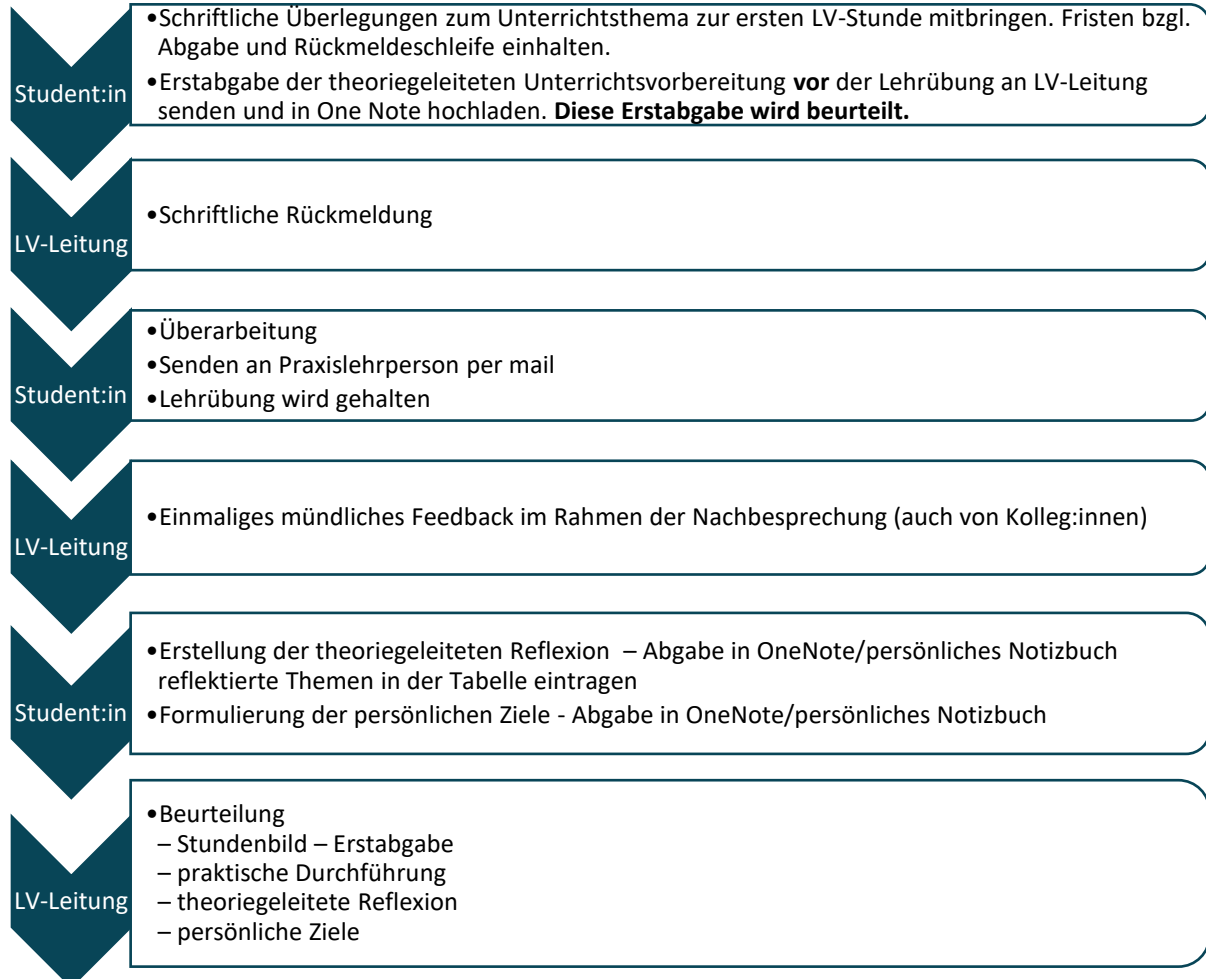 Student:in
•Schriftliche Überlegungen zum Unterrichtsthema zur ersten LV-Stunde mitbringen. Fristen bzgl.
Abgabe und Rückmeldeschleife einhalten.
•Erstabgabe der theoriegeleiteten Unterrichtsvorbereitung vor der Lehrübung an LV-Leitung
senden und in One Note hochladen. Diese Erstabgabe wird beurteilt.
LV-Leitung
•Schriftliche Rückmeldung
Student:in
•Überarbeitung
•Senden an Praxislehrperson per mail
•Lehrübung wird gehalten
LV-Leitung
•Einmaliges mündliches Feedback im Rahmen der Nachbesprechung (auch von Kolleg:innen)
Student:in
•Erstellung der theoriegeleiteten Reflexion – Abgabe in OneNote/persönliches Notizbuch
reflektierte Themen in der Tabelle eintragen
•Formulierung der persönlichen Ziele - Abgabe in OneNote/persönliches Notizbuch
LV-Leitung
•Beurteilung
– Stundenbild – Erstabgabe
– praktische Durchführung
– theoriegeleitete Reflexion
– persönliche Ziele